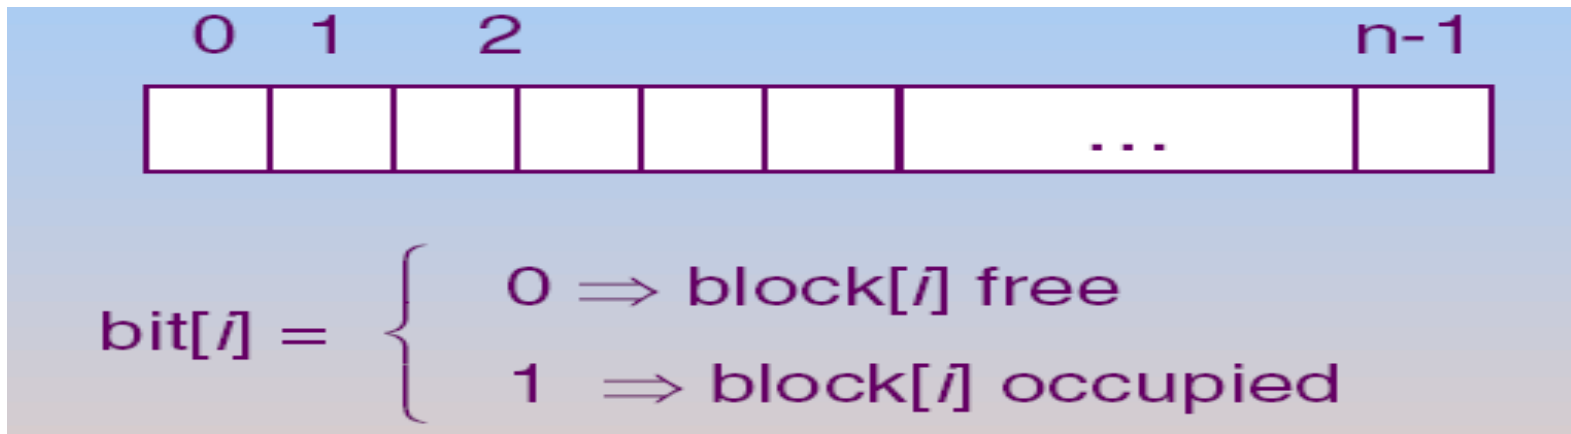 0 1 2 n-1
...
0 ⇒ block[i] free
bit[i] =
1 ⇒ block[i] occupied